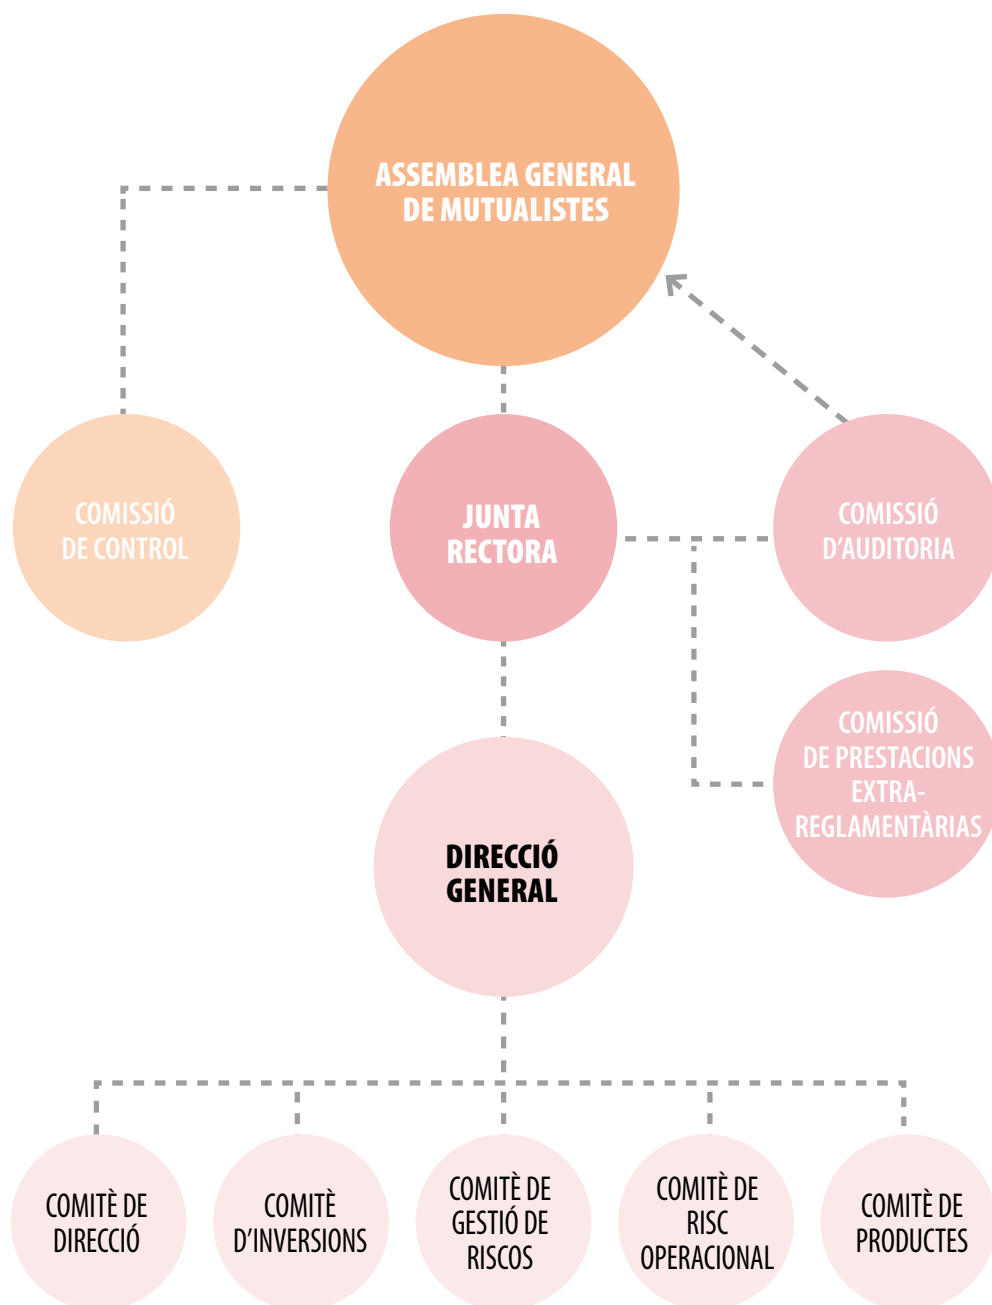 ASSEMBLEA GENERAL
DE MUTUALISTES
COMISSIÓ
DE CONTROL
JUNTA
RECTORA
COMISSIÓ
D’AUDITORIA
COMISSIÓ
DE PRESTACIONS
EXTRA-
REGLAMENTÀRIAS
DIRECCIÓ
GENERAL
COMITÈ DE
DIRECCIÓ
COMITÈ
D’INVERSIONS
COMITÈ DE
GESTIÓ DE
RISCOS
COMITÈ DE
RISC
OPERACIONAL
COMITÈ DE
PRODUCTES